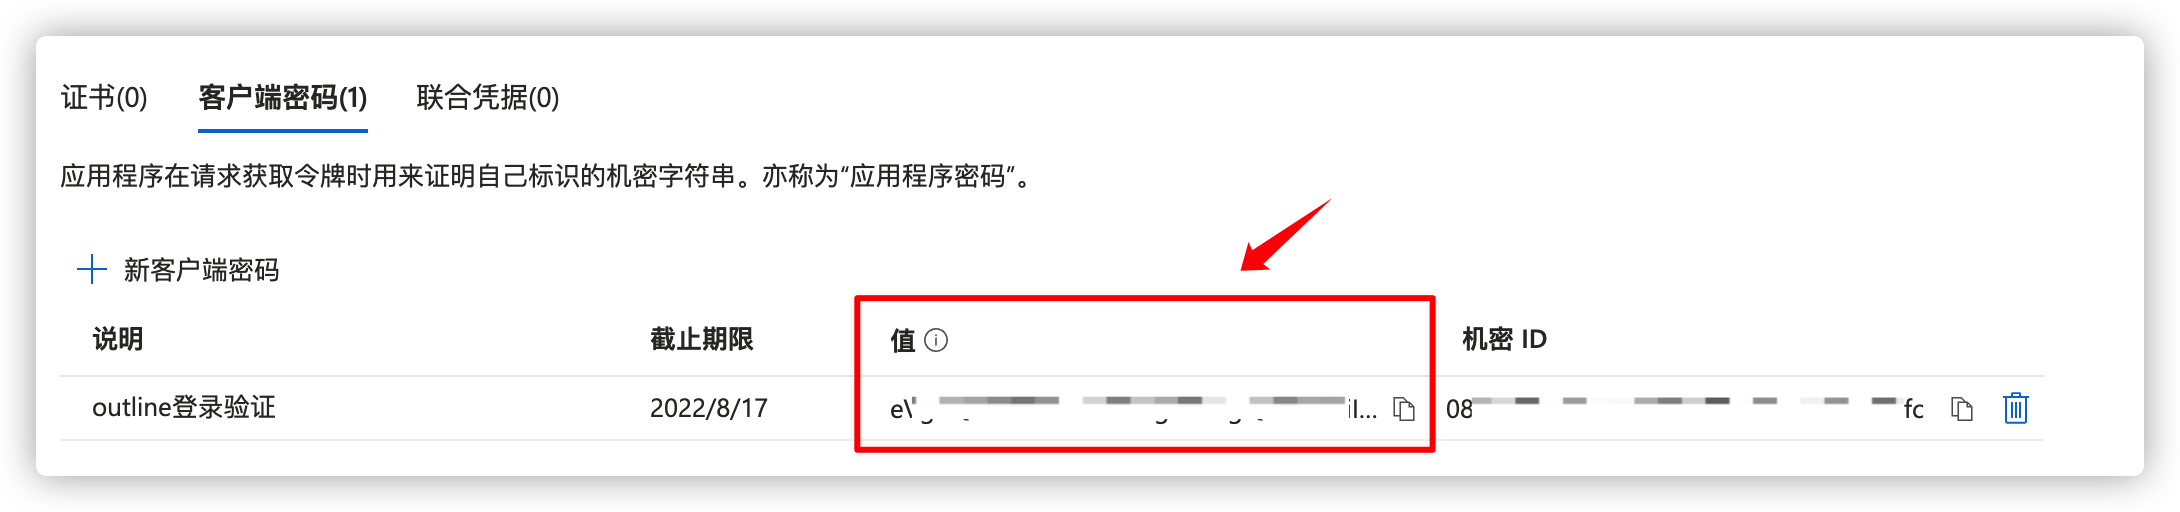 证书(0) 客户端密码(1) 联合凭据(0)
应用程序在请求获取令牌时用来证明自己标识的机密字符串。亦称为“应用程序密码”。
新客户端密码
说明 截止期限 值 机密 ID
outline登录验证 2022/8/17 08 fc